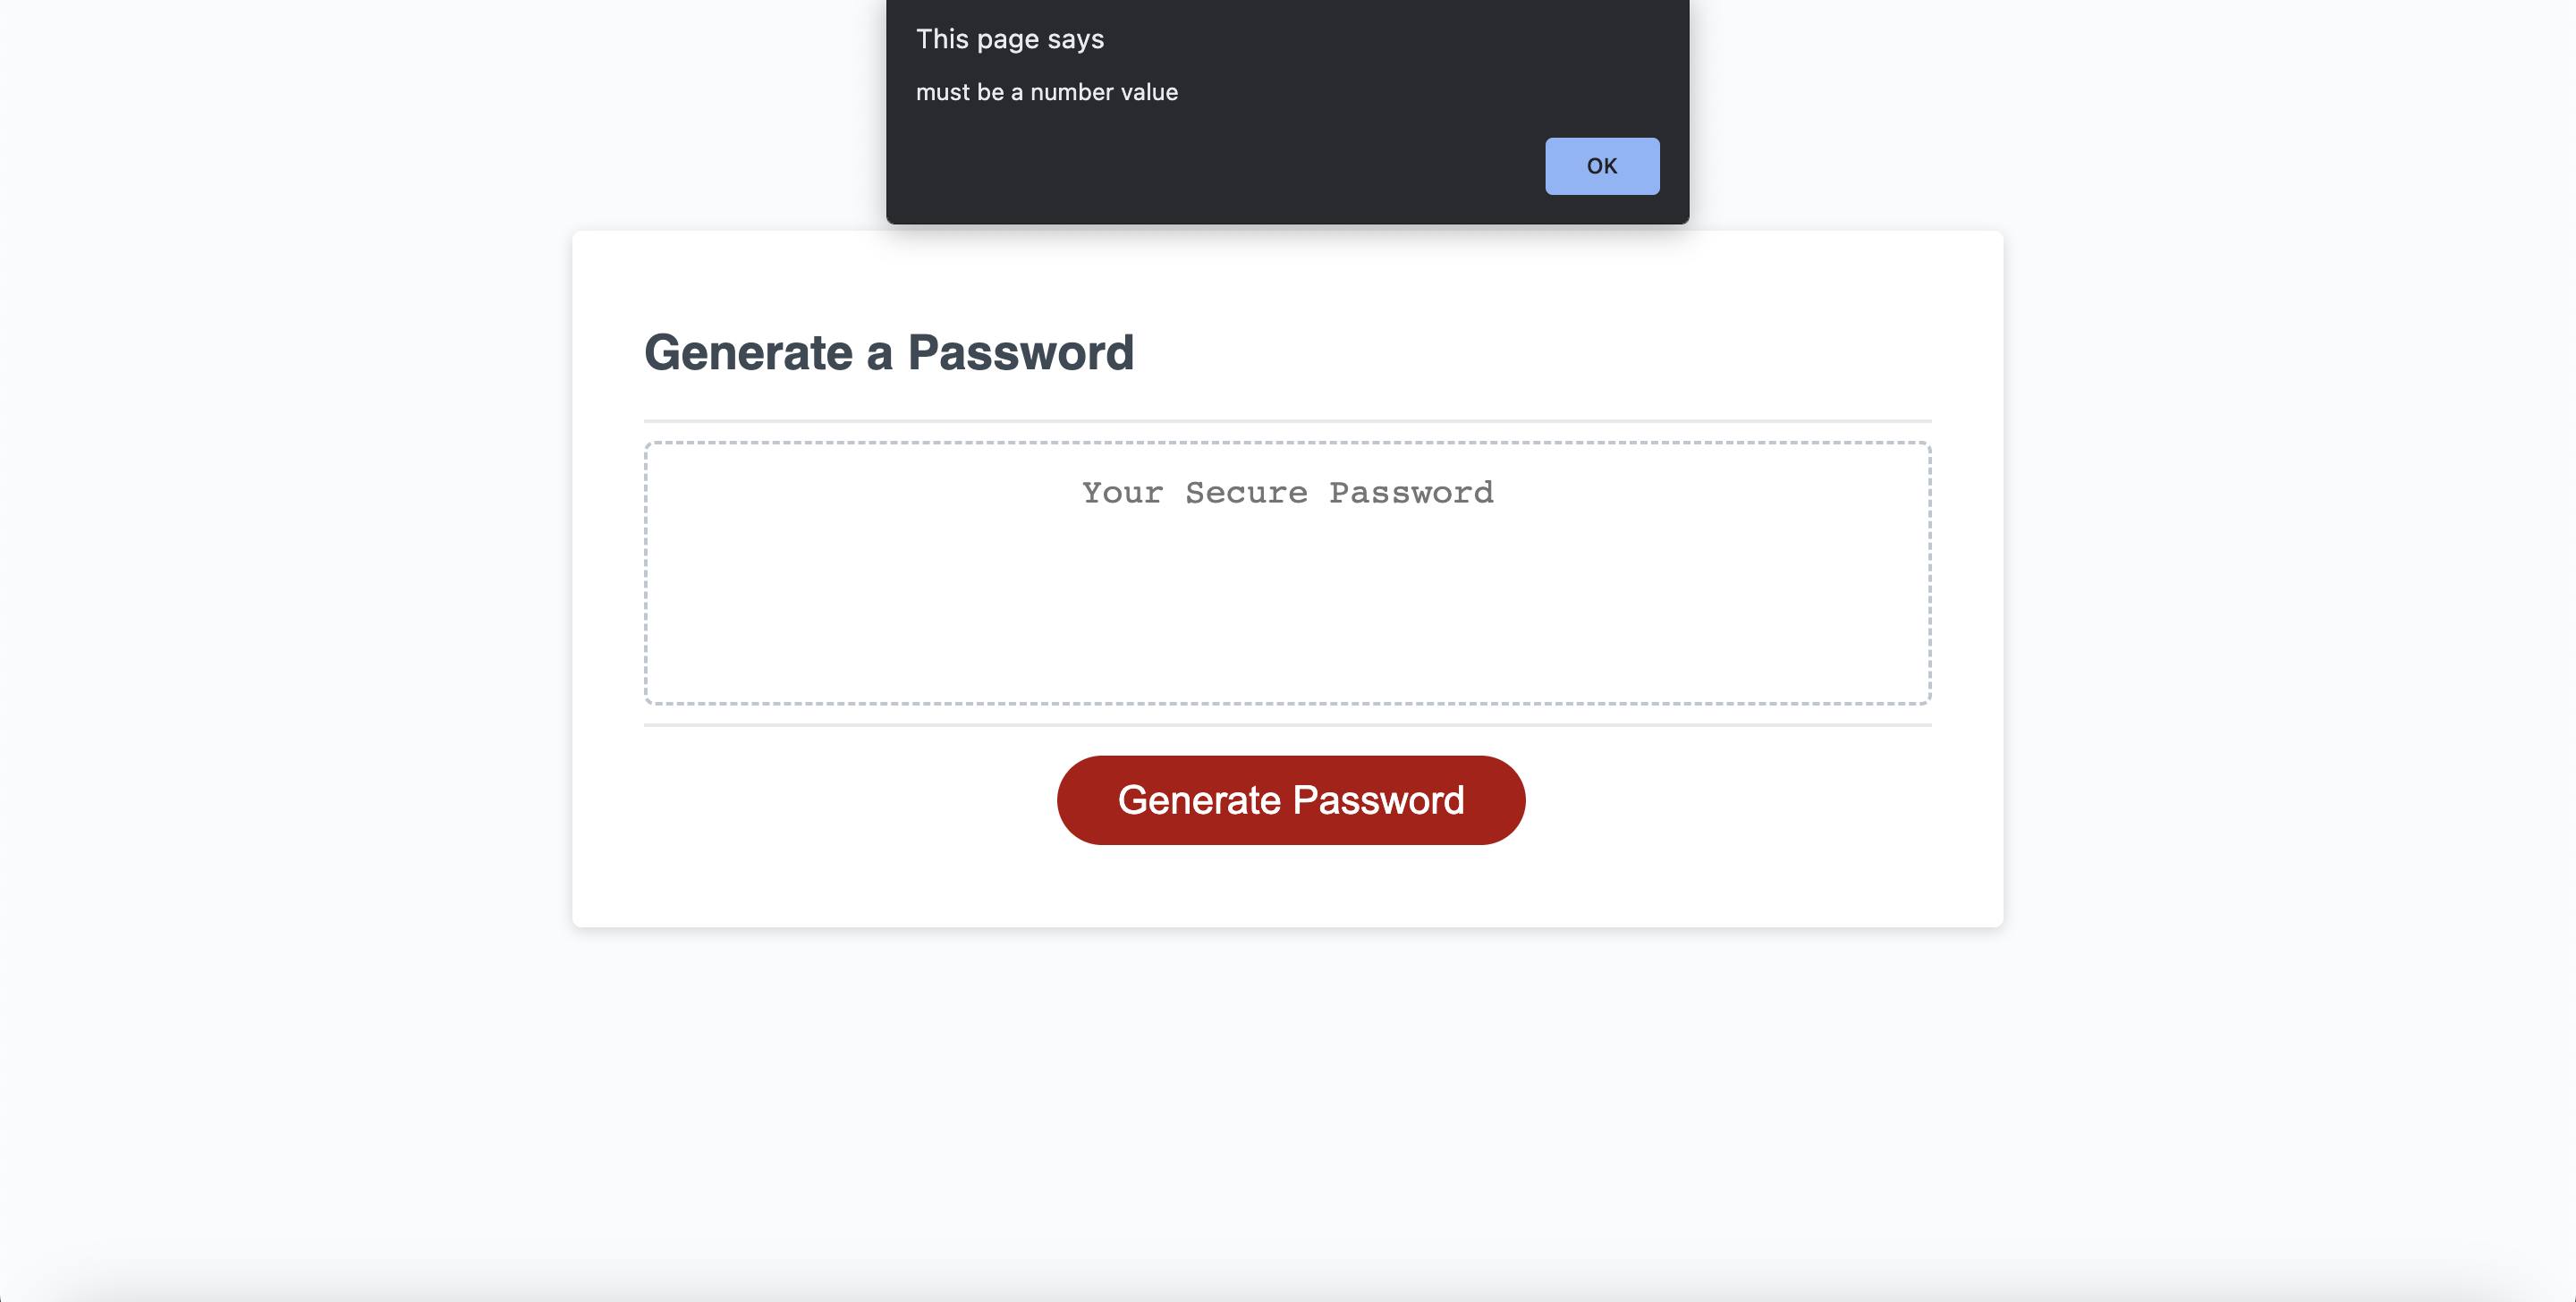 This page says
must be a number value
OK
Generate a Password
Your Secure Password
Generate Password